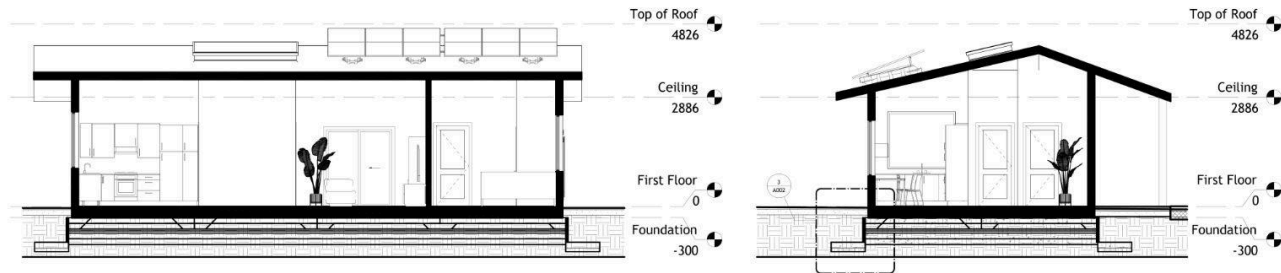 Top of Roof
4826
Ceiling
2886
First Floor
0
Foundation
-300
Top of Roof
4826
Ceiling
2886
3
A002
First Floor
0
Foundation
-300